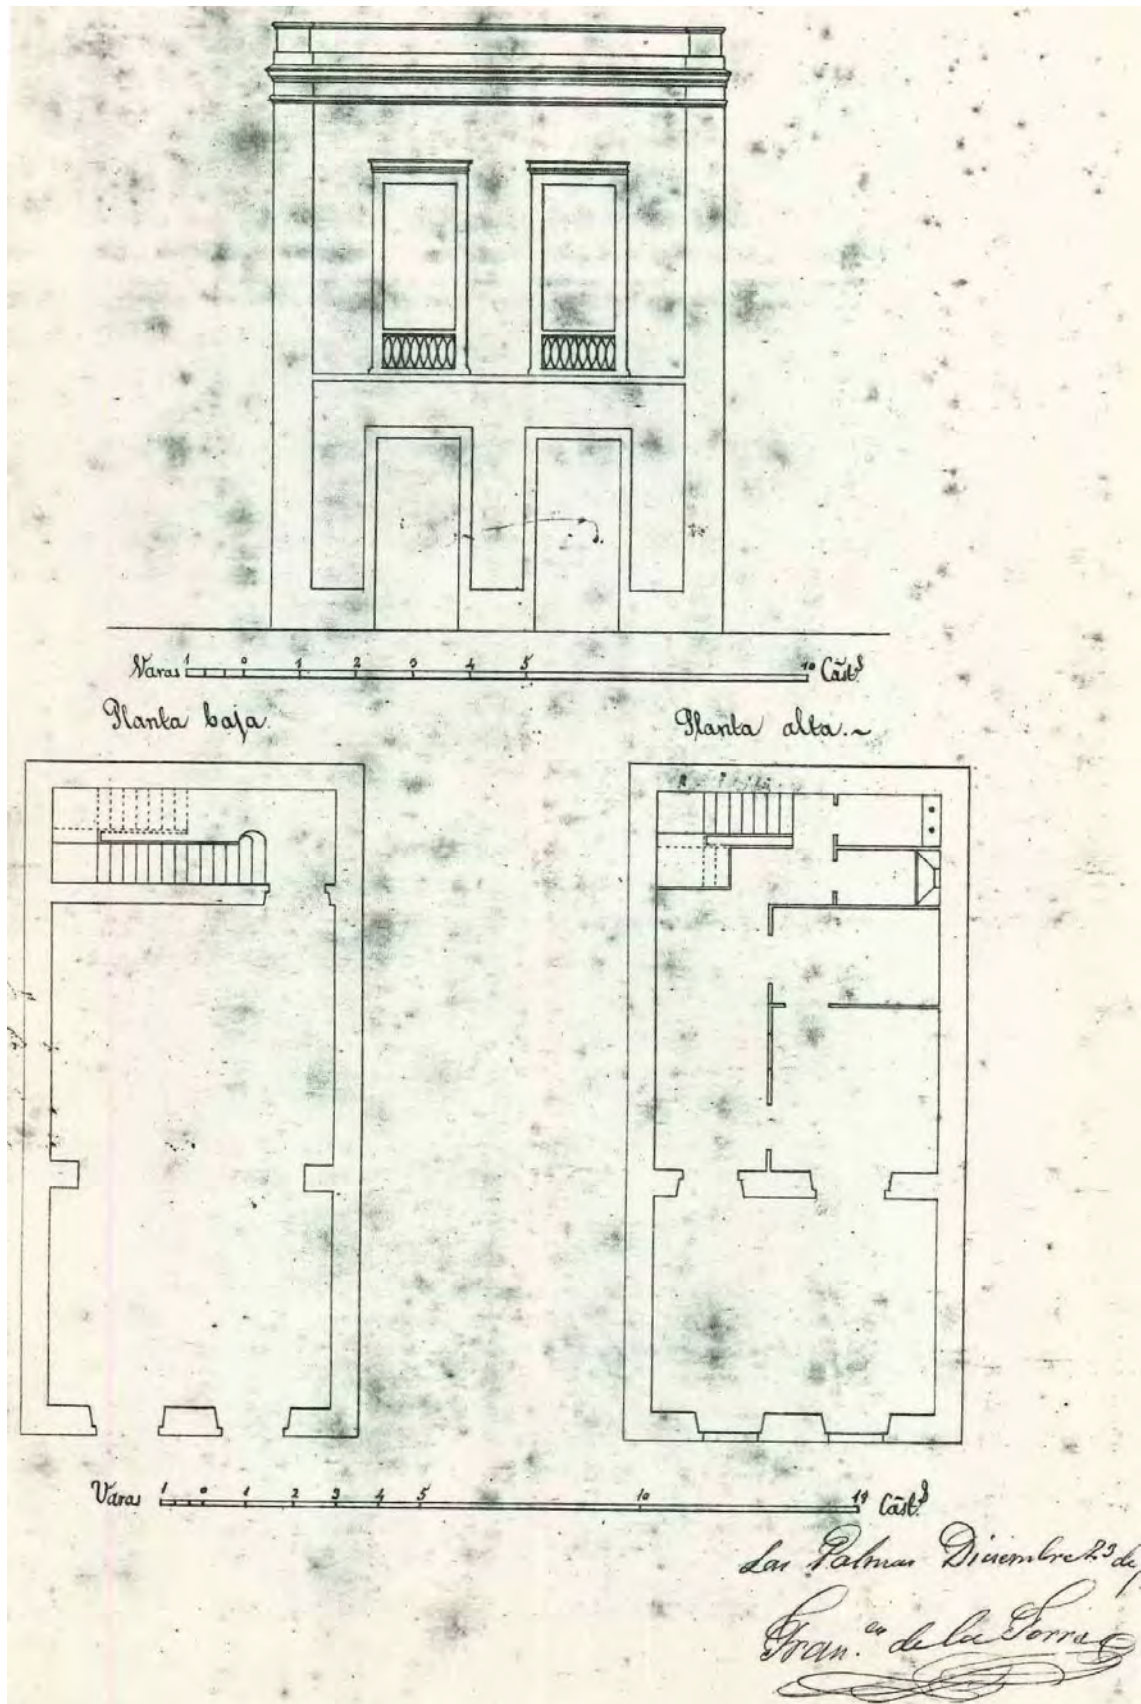 Varas 1 0 1 2 3 4 5 10 Cast.s
Planta baja.
Planta alta.~
Varas 1 0 1 2 3 4 5 10 Cast.s
Las Palmas Diciembre 23 de
Fran.co de la Torre